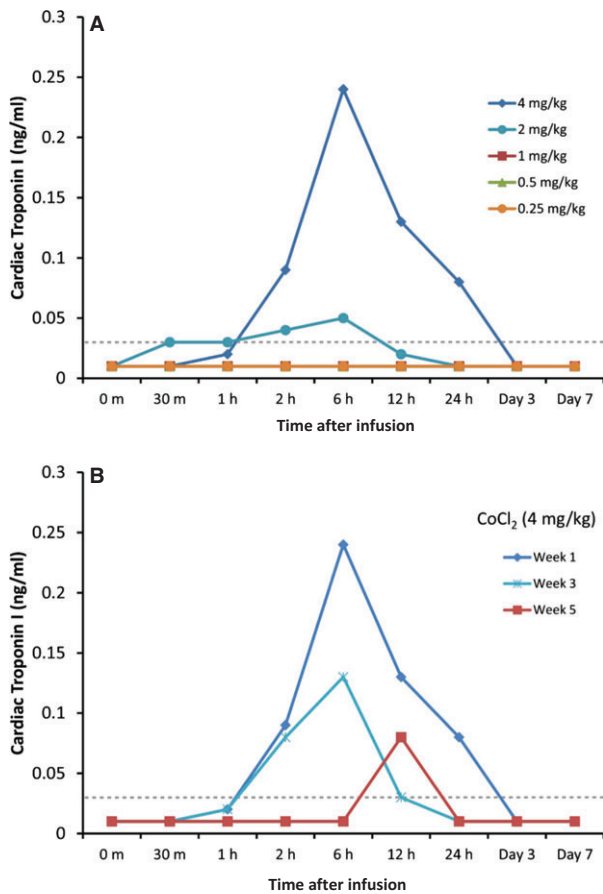 A
0.3
0.25
0.2
0.15
0.1
0.05
0
Cardiac Troponin I (ng/ml)
4 mg/kg
2 mg/kg
1 mg/kg
0.5 mg/kg
0.25 mg/kg
0 m 30 m 1 h 2 h 6 h 12 h 24 h Day 3 Day 7
Time after infusion
B
0.3
0.25
0.2
0.15
0.1
0.05
0
Cardiac Troponin I (ng/ml)
CoCl₂ (4 mg/kg)
Week 1
Week 3
Week 5
0 m 30 m 1 h 2 h 6 h 12 h 24 h Day 3 Day 7
Time after infusion